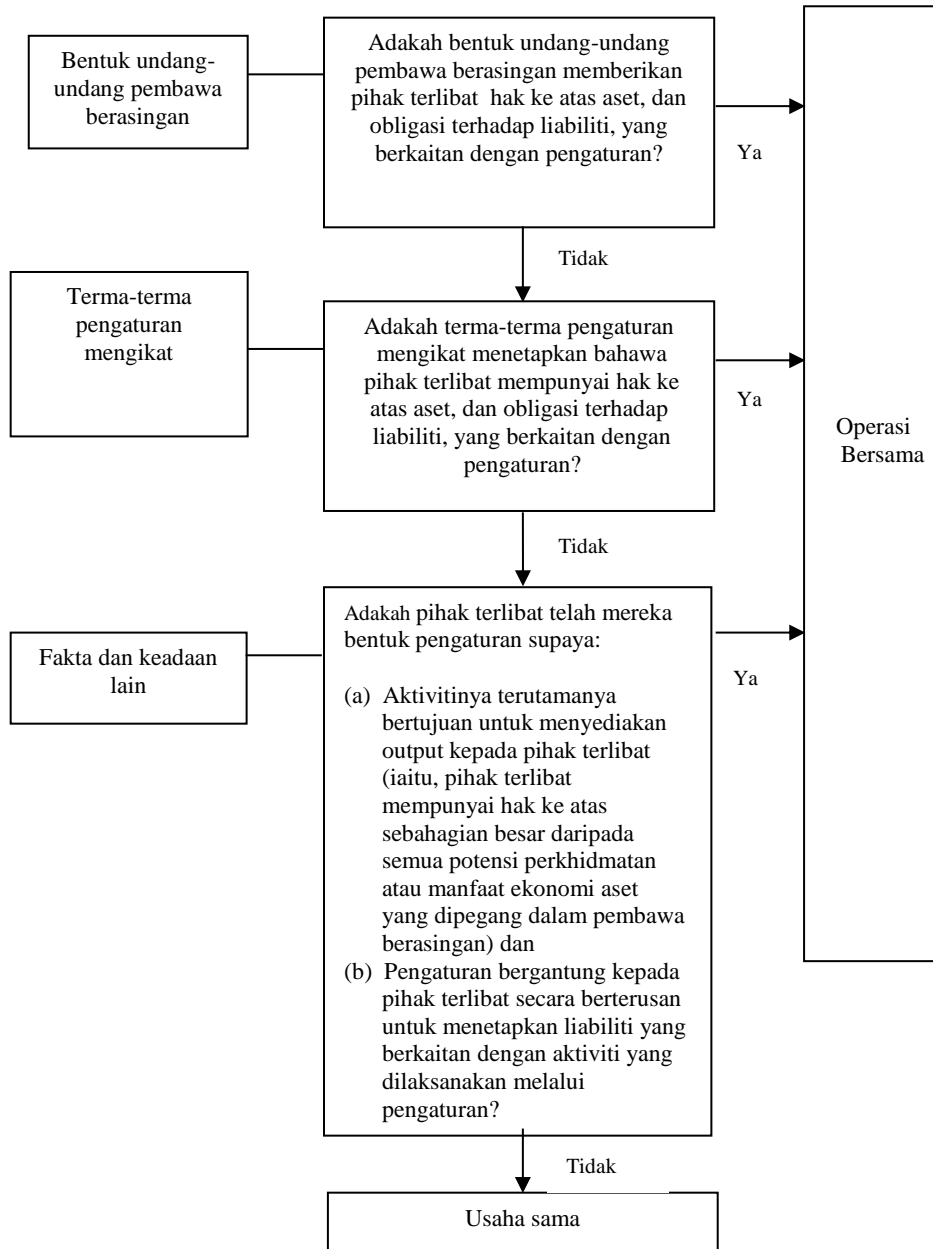 Bentuk undang-
undang pembawa
berasingan
Adakah bentuk undang-undang
pembawa berasingan memberikan
pihak terlibat hak ke atas aset, dan
obligasi terhadap liabiliti, yang
berkaitan dengan pengaturan?
Ya
Tidak
Terma-terma
pengaturan
mengikat
Adakah terma-terma pengaturan
mengikat menetapkan bahawa
pihak terlibat mempunyai hak ke
atas aset, dan obligasi terhadap
liabiliti, yang berkaitan dengan
pengaturan?
Ya
Operasi
Bersama
Tidak
Fakta dan keadaan
lain
Adakah pihak terlibat telah mereka
bentuk pengaturan supaya:
(a) Aktivitinya terutamanya
bertujuan untuk menyediakan
output kepada pihak terlibat
(iaitu, pihak terlibat
mempunyai hak ke atas
sebahagian besar daripada
semua potensi perkhidmatan
atau manfaat ekonomi aset
yang dipegang dalam pembawa
berasingan) dan
(b) Pengaturan bergantung kepada
pihak terlibat secara berterusan
untuk menetapkan liabiliti yang
berkaitan dengan aktiviti yang
dilaksanakan melalui
pengaturan?
Ya
Tidak
Usaha sama